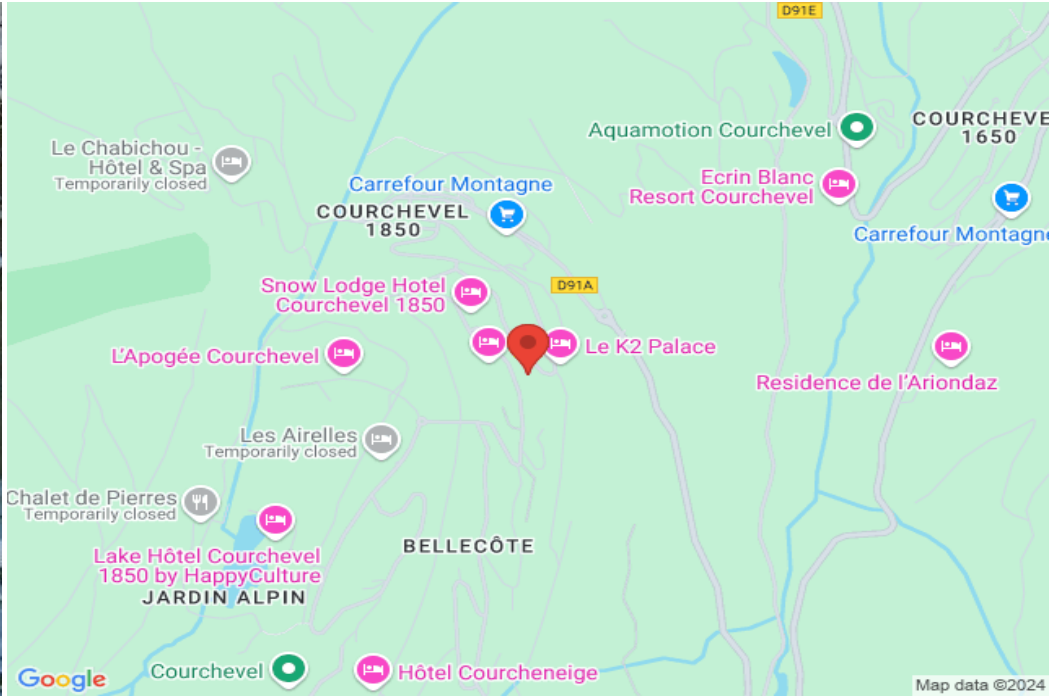 D91E
Aquamotion Courchevel
COURCHEVE
1650
Le Chabichou -
Hôtel & Spa
Temporarily closed
Carrefour Montagne
Ecrin Blanc
Resort Courchevel
COURCHEVEL
1850
Carrefour Montagne
Snow Lodge Hotel
Courchevel 1850
D91A
L'Apogée Courchevel
Le K2 Palace
Residence de l'Ariondaz
Les Airelles
Temporarily closed
Chalet de Pierres
Temporarily closed
BELLECÔTE
Lake Hôtel Courchevel
1850 by HappyCulture
JARDIN ALPIN
Courchevel
Hôtel Courcheneige
Google
Map data ©2024